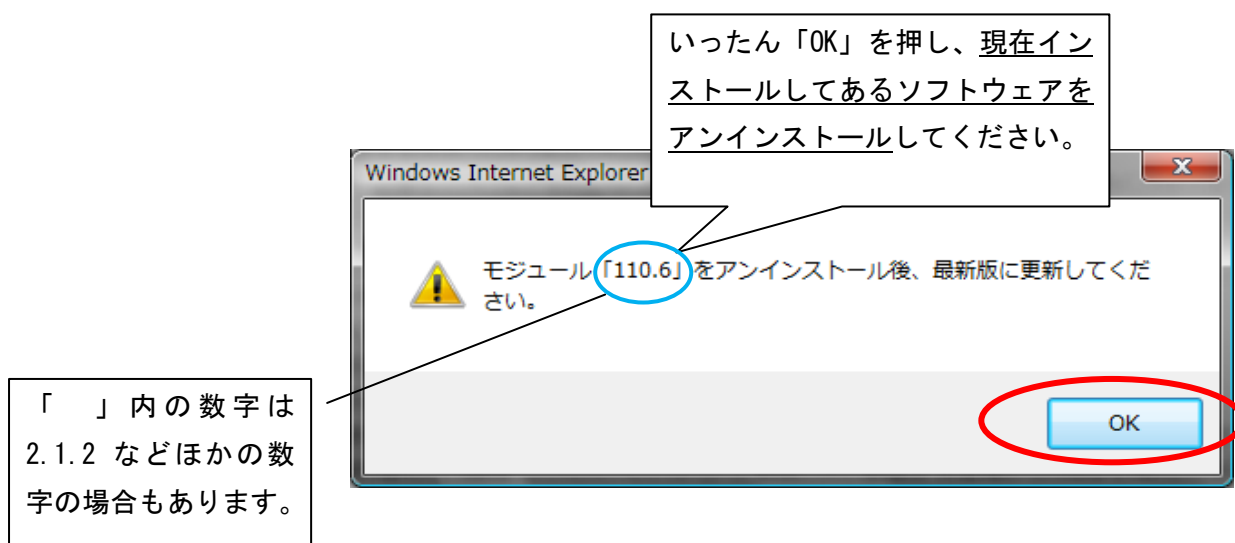 いったん「OK」を押し、現在イン
ストールしてあるソフトウェアを
アンインストールしてください。
Windows Internet Explorer
モジュール「110.6」をアンインストール後、最新版に更新してくだ
さい。
「　」内の数字は
2.1.2 などほかの数
字の場合もあります。
OK